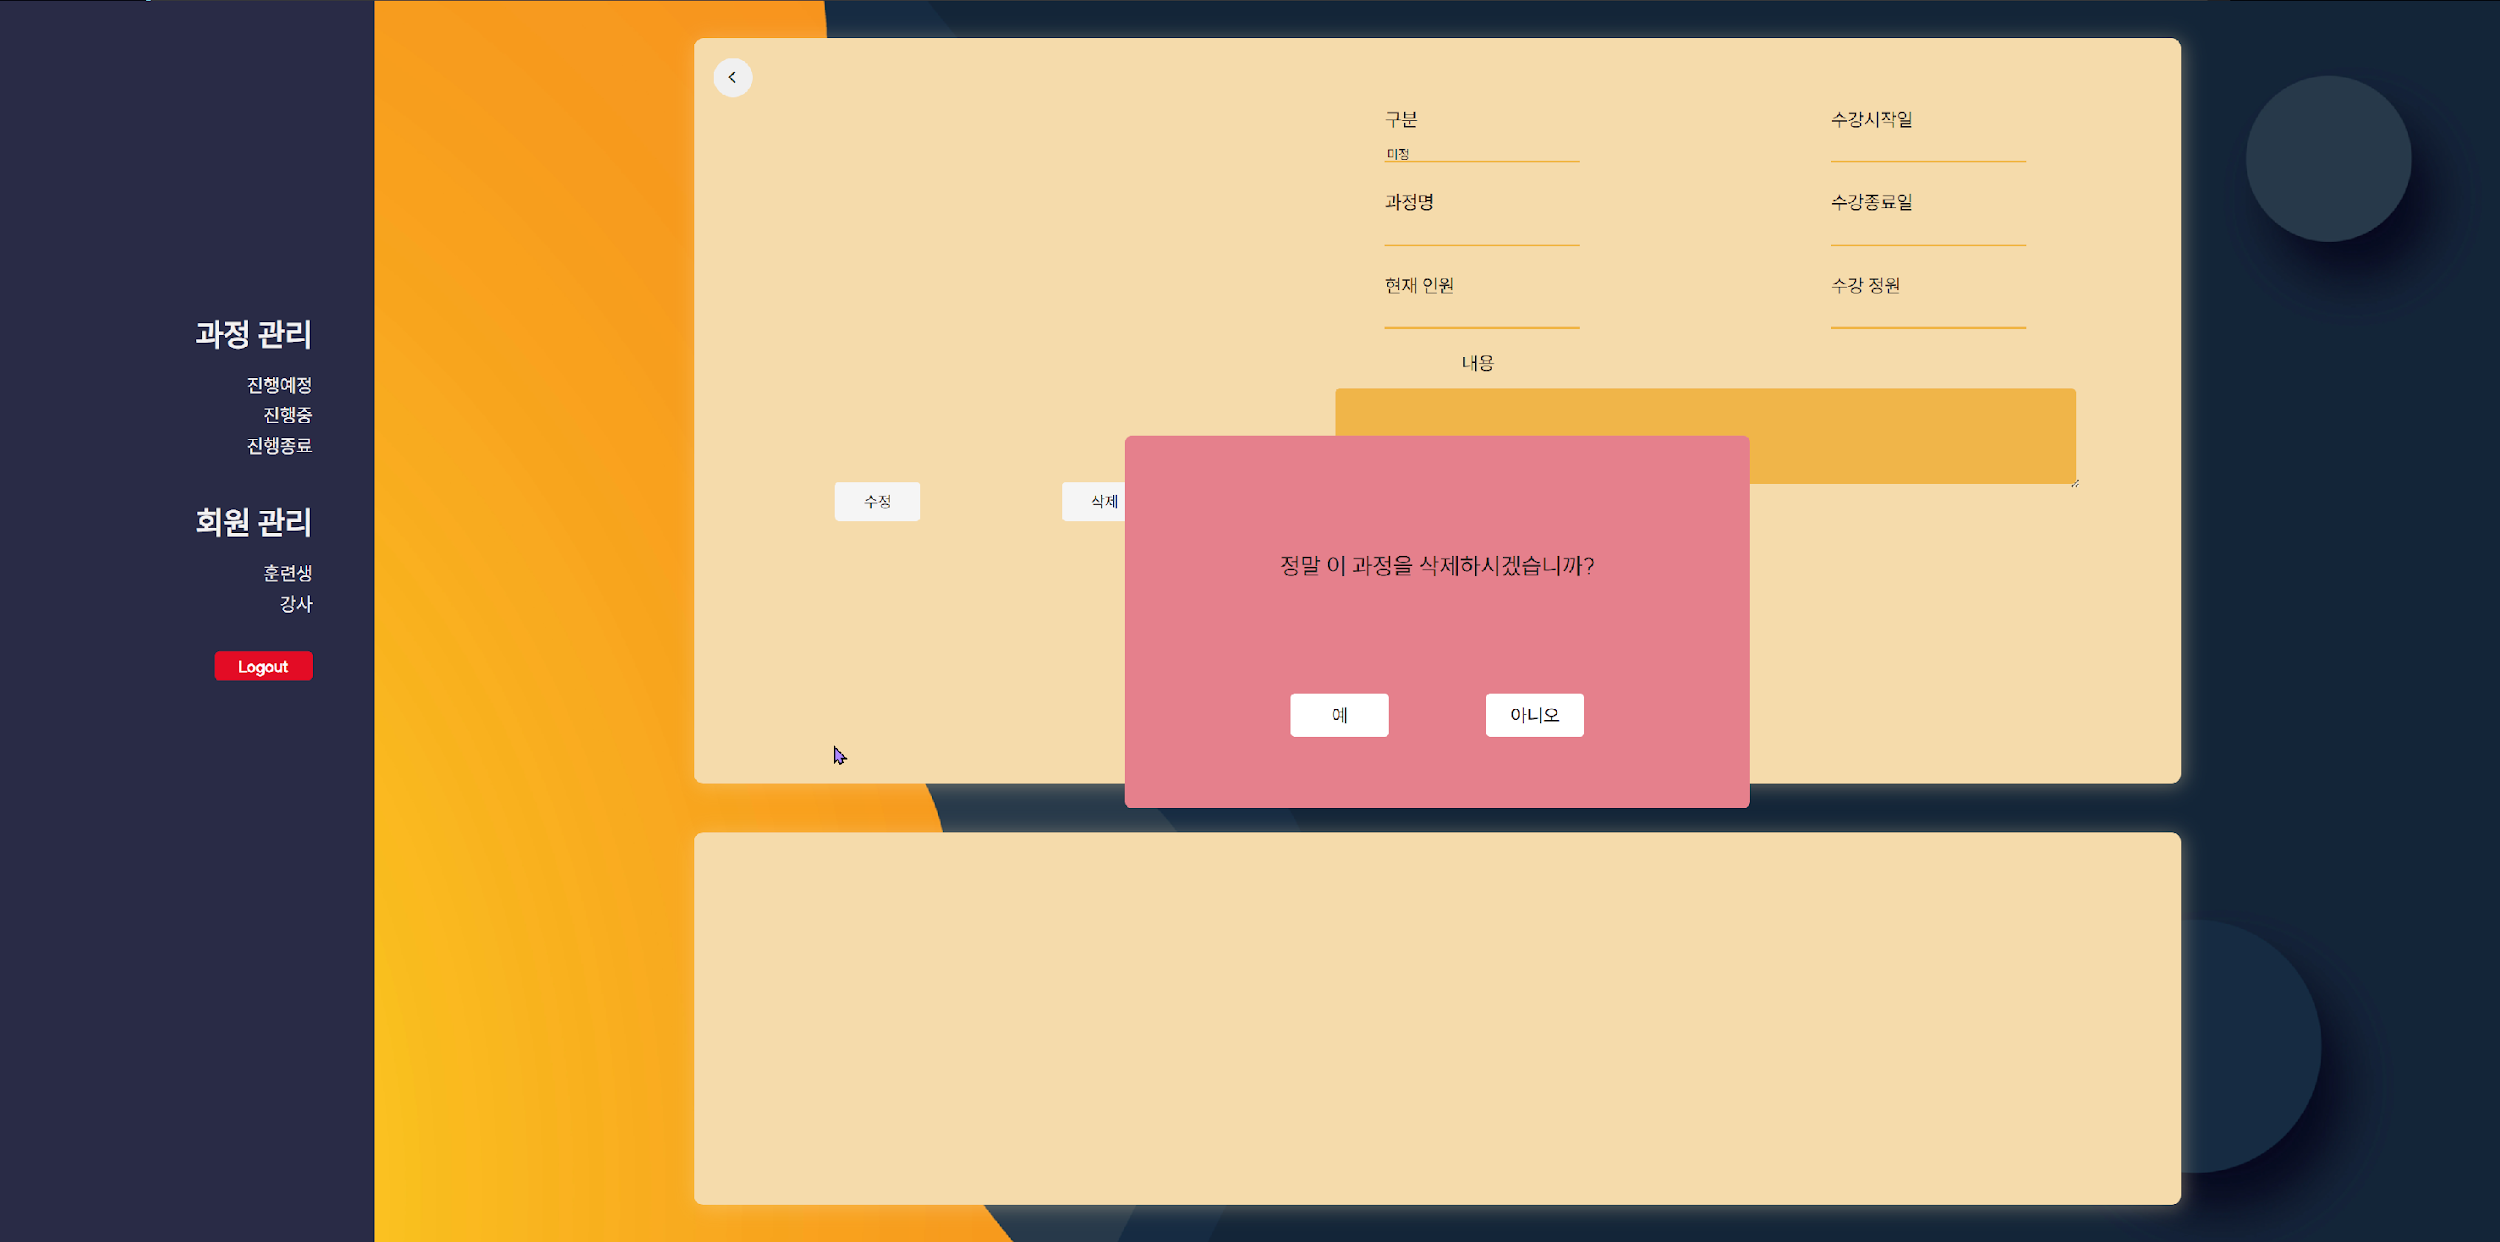 과정 관리
진행예정
진행중
진행종료
회원 관리
훈련생
강사
Logout
구분
미정
수강시작일
과정명
수강종료일
현재 인원
수강 정원
내용
수정
삭제
정말 이 과정을 삭제하시겠습니까?
예
아니오